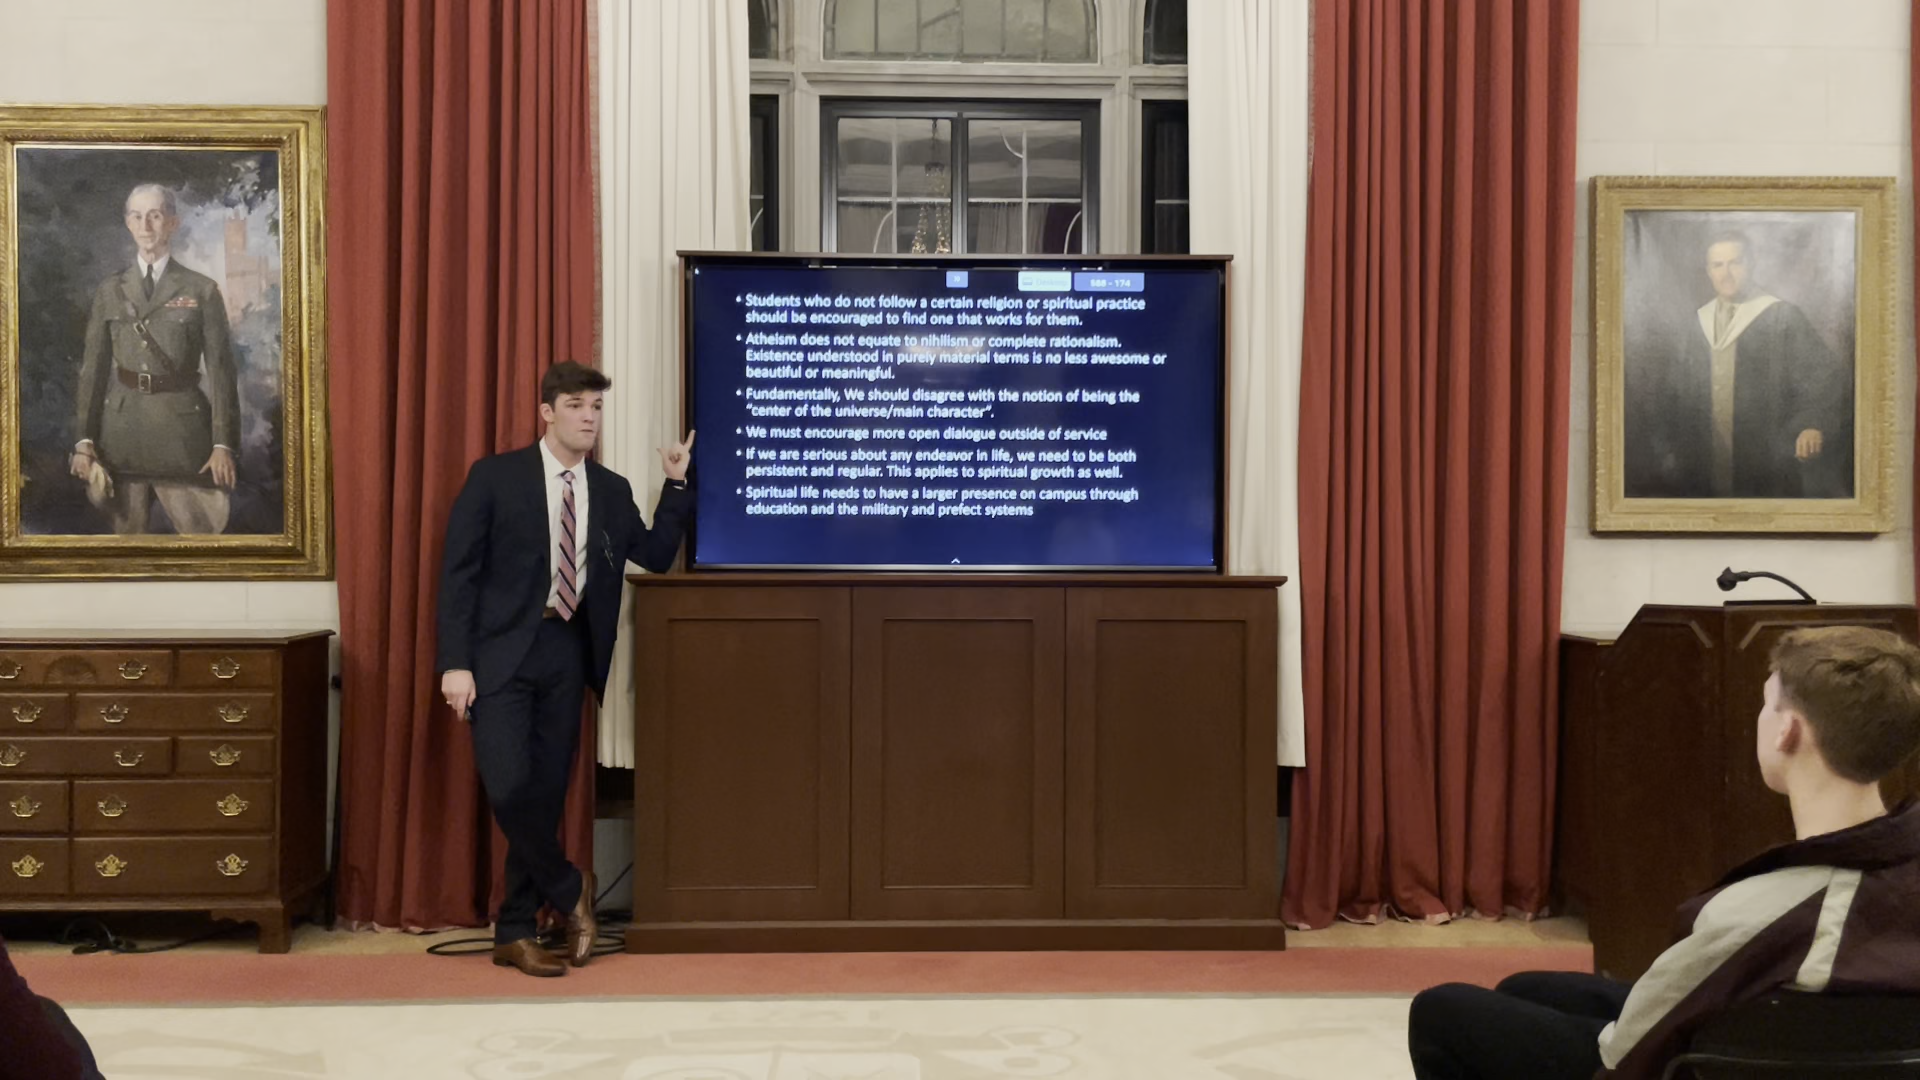 588 - 174
• Students who do not follow a certain religion or spiritual practice
should be encouraged to find one that works for them.
• Atheism does not equate to nihilism or complete rationalism.
Existence understood in purely material terms is no less awesome or
beautiful or meaningful.
• Fundamentally, We should disagree with the notion of being the
“center of the universe/main character”.
• We must encourage more open dialogue outside of service
• If we are serious about any endeavor in life, we need to be both
persistent and regular. This applies to spiritual growth as well.
• Spiritual life needs to have a larger presence on campus through
education and the military and prefect systems